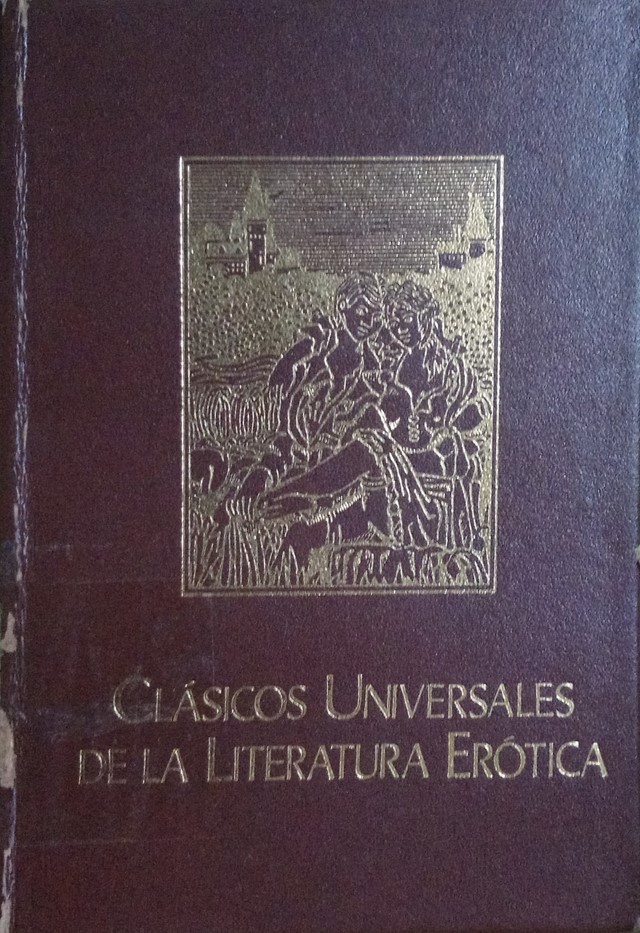 CLÁSICOS UNIVERSALES
DE LA LITERATURA ERÓTICA